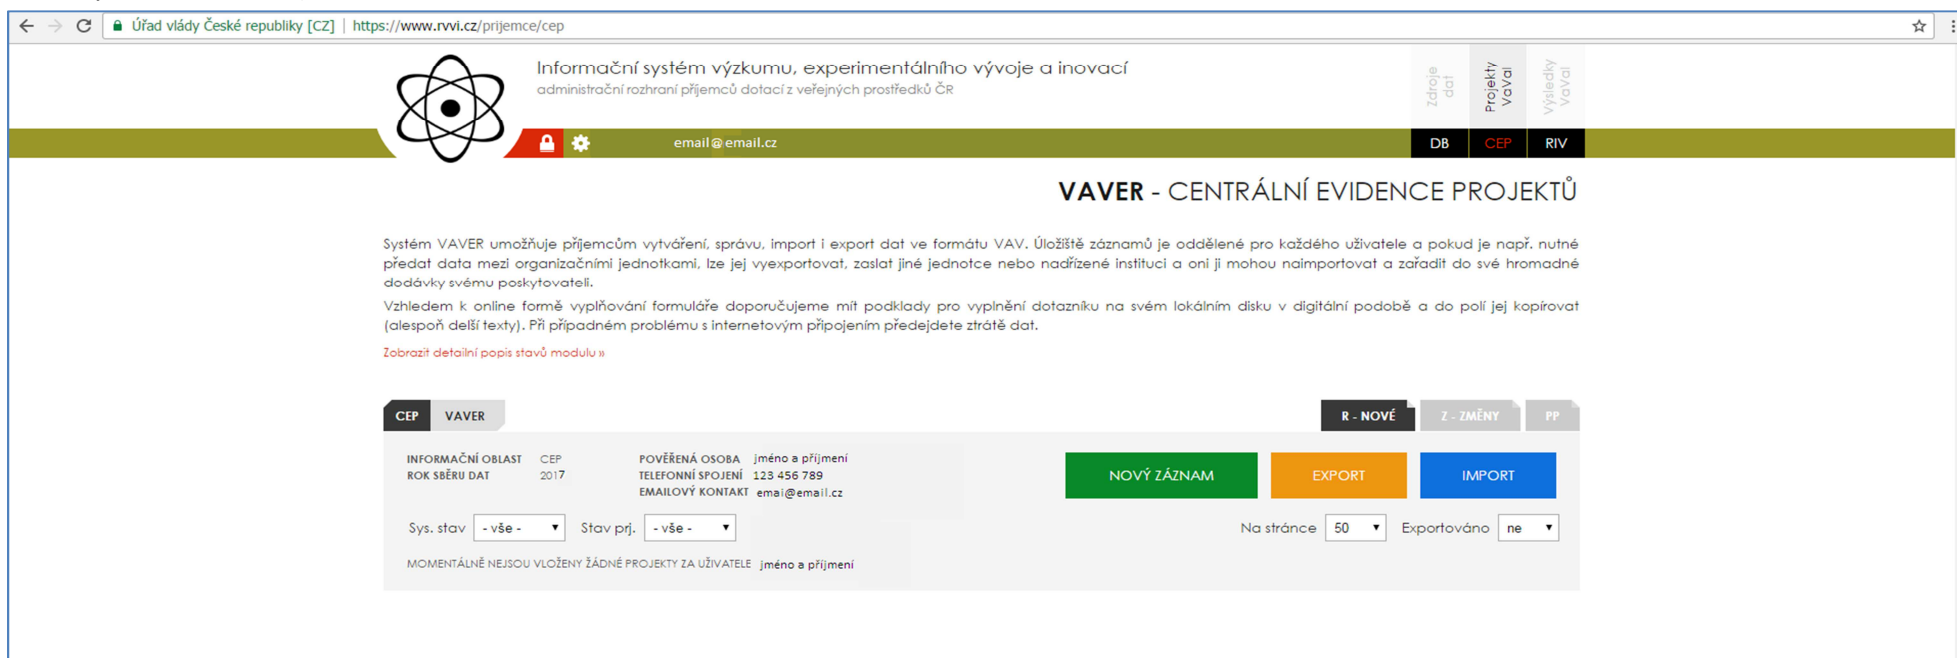 Úřad vlády České republiky [CZ] | https://www.rvvi.cz/prijemce/cep
Informační systém výzkumu, experimentálního vývoje a inovací
administrační rozhraní příjemců dotací z veřejných prostředků ČR
Zdroje dat
Projekty VaVaI
Výsledky VaVaI
email@email.cz
DB CEP RIV
VAVER - CENTRÁLNÍ EVIDENCE PROJEKTŮ
Systém VAVER umožňuje příjemcům vytváření, správu, import i export dat ve formátu VAV. Úložiště záznamů je oddělené pro každého uživatele a pokud je např. nutné
předat data mezi organizačními jednotkami, lze jej vyexportovat, zaslat jiné jednotce nebo nadřízené instituci a oni ji mohou naimportovat a zařadit do své hromadné
dodávky svému poskytovateli.
Vzhledem k online formě vyplňování formuláře doporučujeme mít podklady pro vyplnění dotazníku na svém lokálním disku v digitální podobě a do polí jej kopírovat
(alespoň delší texty). Při případném problému s internetovým připojením předejdete ztrátě dat.
Zobrazit detailní popis stavů modulu »
CEP VAVER R - NOVÉ Z - ZMĚNY PP
INFORMAČNÍ OBLAST CEP POVĚŘENÁ OSOBA jméno a příjmení
ROK SBĚRU DAT 2017 TELEFONNÍ SPOJENÍ 123 456 789
EMAILOVÝ KONTAKT emai@email.cz
NOVÝ ZÁZNAM EXPORT IMPORT
Sys. stav - vše - Stav prj. - vše - Na stránce 50 Exportováno ne
MOMENTÁLNĚ NEJSOU VLOŽENY ŽÁDNÉ PROJEKTY ZA UŽIVATELE jméno a příjmení